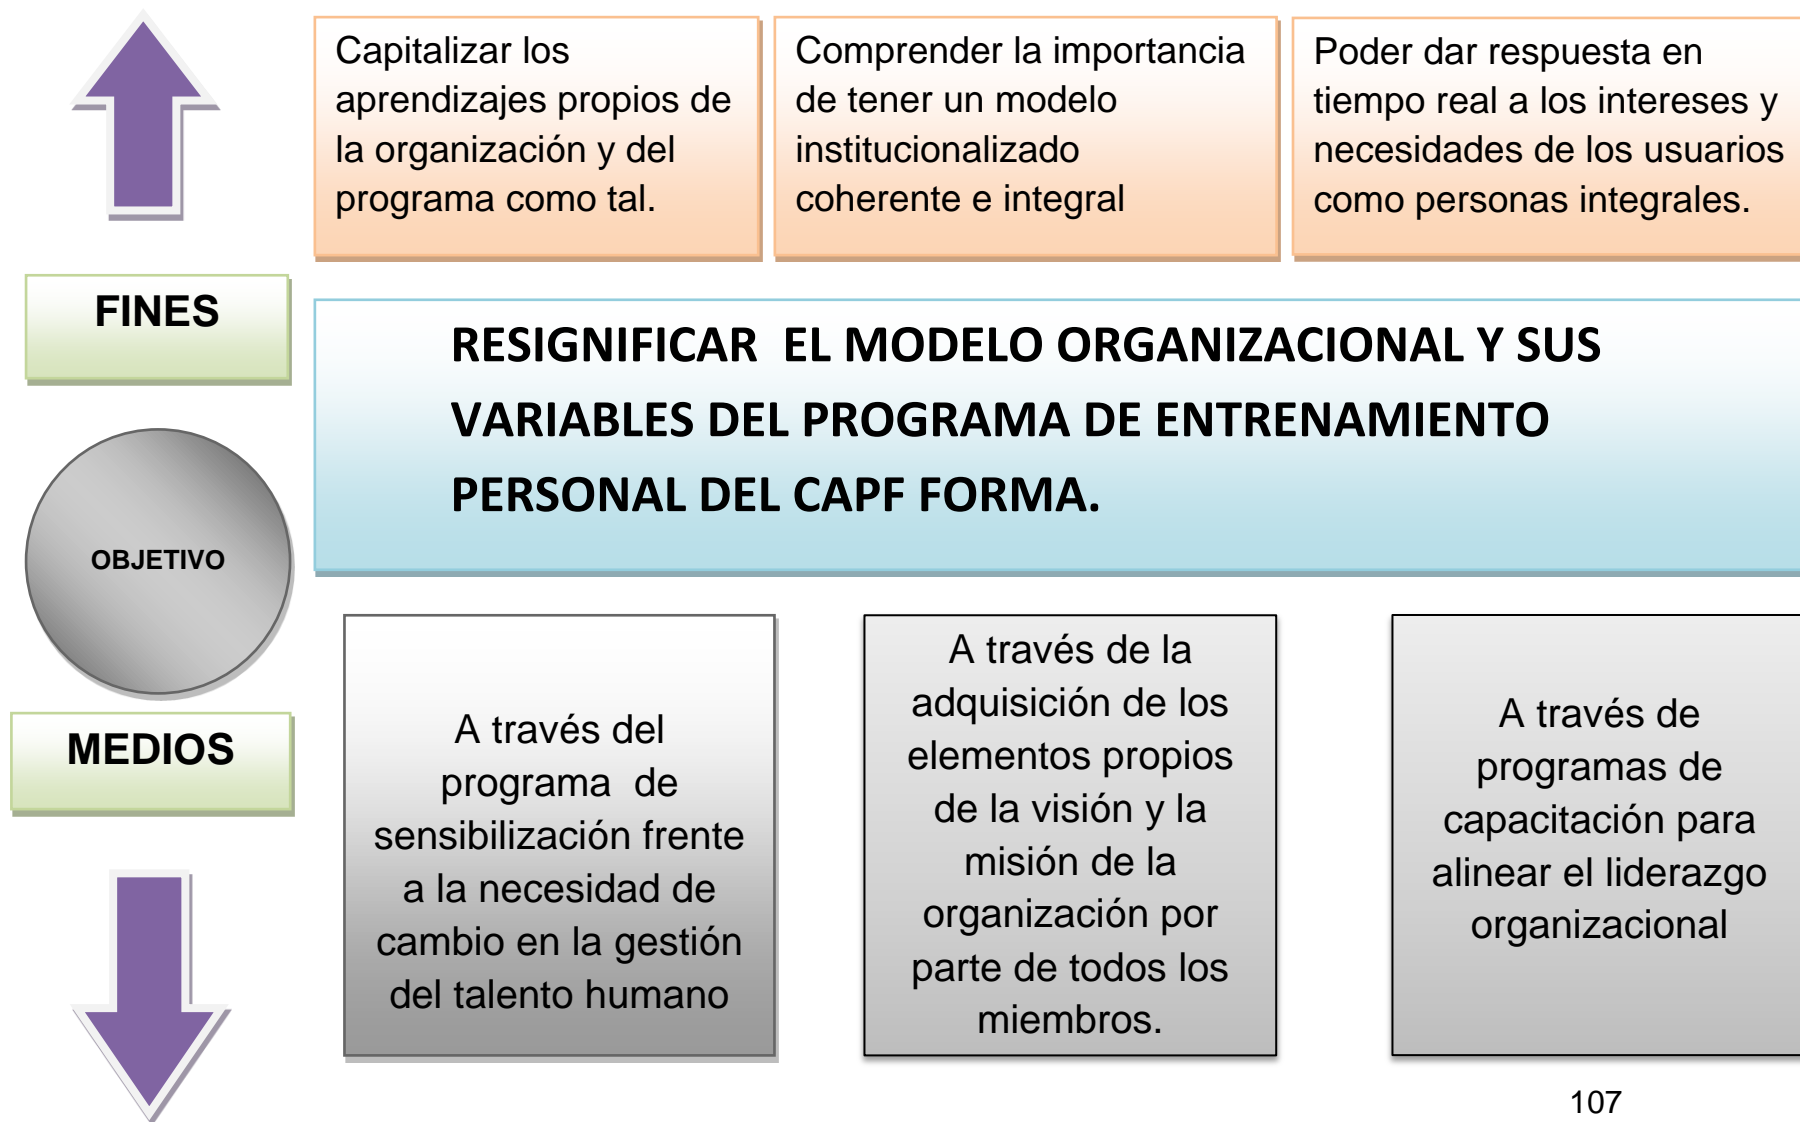 Capitalizar los
aprendizajes propios de
la organización y del
programa como tal.
Comprender la importancia
de tener un modelo
institucionalizado
coherente e integral
Poder dar respuesta en
tiempo real a los intereses y
necesidades de los usuarios
como personas integrales.
FINES
RESIGNIFICAR  EL MODELO ORGANIZACIONAL Y SUS
VARIABLES DEL PROGRAMA DE ENTRENAMIENTO
PERSONAL DEL CAPF FORMA.
OBJETIVO
MEDIOS
A través del
programa  de
sensibilización frente
a la necesidad de
cambio en la gestión
del talento humano
A través de la
adquisición de los
elementos propios
de la visión y la
misión de la
organización por
parte de todos los
miembros.
A través de
programas de
capacitación para
alinear el liderazgo
organizacional
107